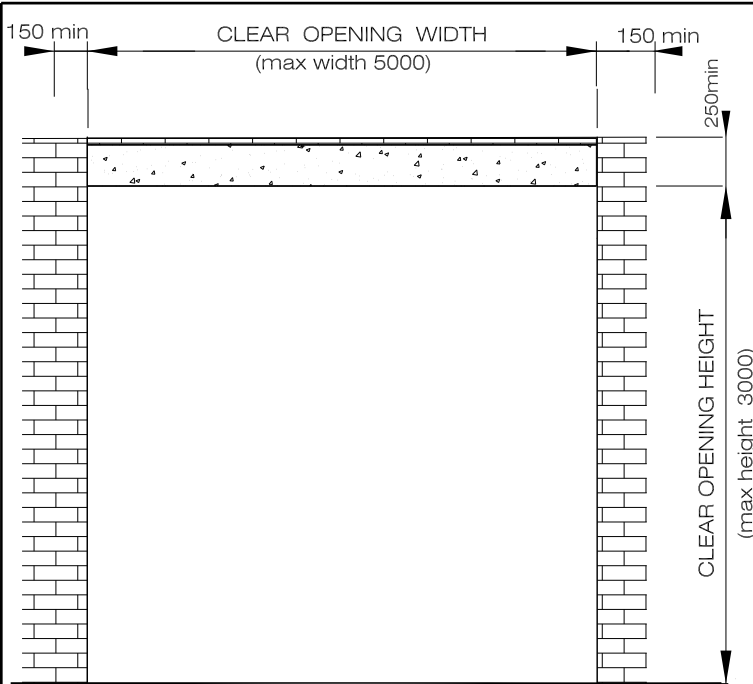 150 min
CLEAR OPENING WIDTH
(max width 5000)
150 min
250min
CLEAR OPENING HEIGHT
(max height 3000)